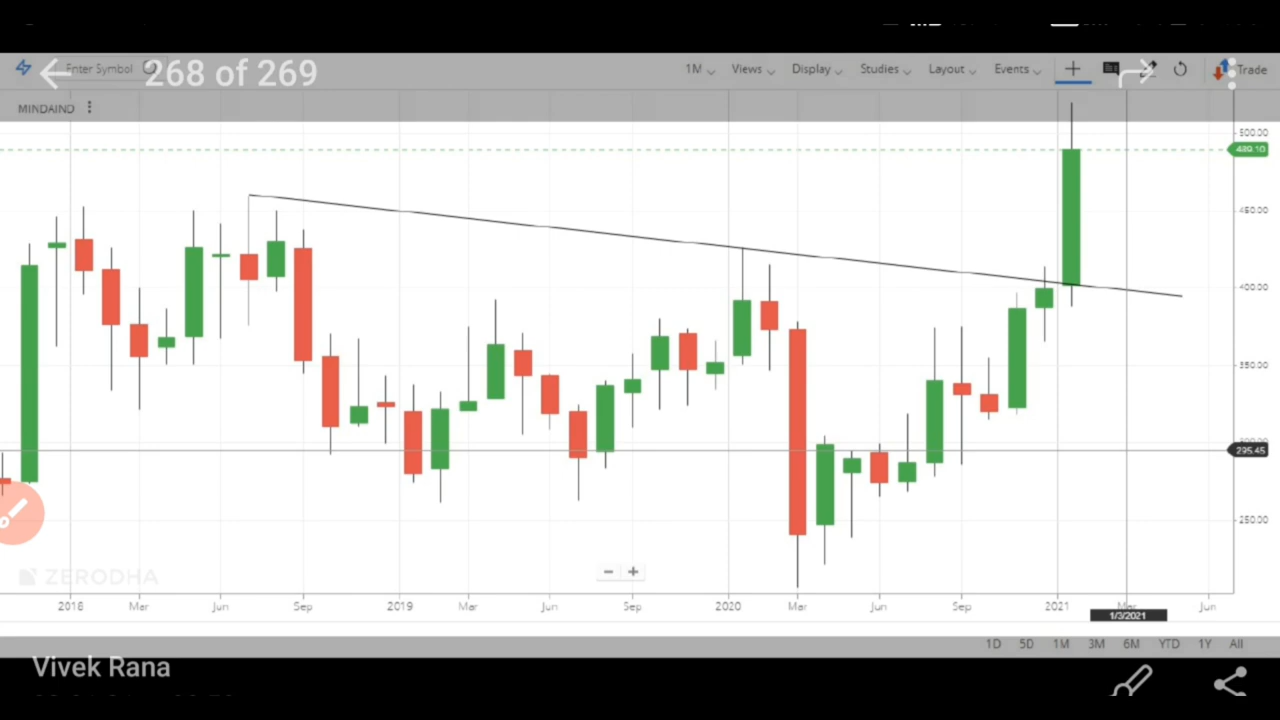 Enter Symbol 268 of 269 1M Views Display Studies Layout Events Trade
MINDAIND
500.00
489.10
450.00
400.00
350.00
300.00
295.45
250.00
ZERODHA
2018 Mar Jun Sep 2019 Mar Jun Sep 2020 Mar Jun Sep 2021 Mar Jun
1/3/2021
1D 5D 1M 3M 6M YTD 1Y All
Vivek Rana